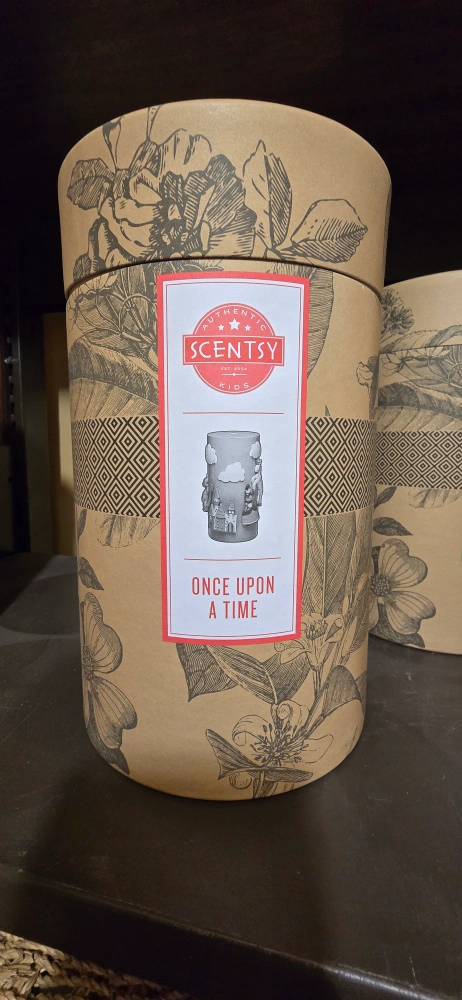 AUTHENTIC
SCENTSY
EST. 2004
KIDS
ONCE UPON
A TIME